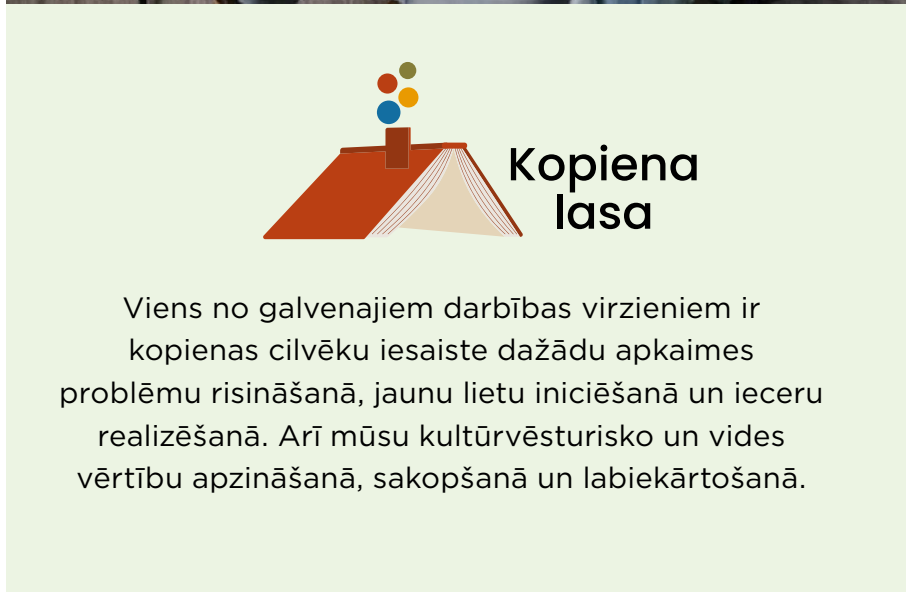 Kopiena
lasa
Viens no galvenajiem darbības virzieniem ir
kopienas cilvēku iesaiste dažādu apkaimes
problēmu risināšanā, jaunu lietu iniciēšanā un ieceru
realizēšanā. Arī mūsu kultūrvēsturisko un vides
vērtību apzināšanā, sakopšanā un labiekārtošanā.